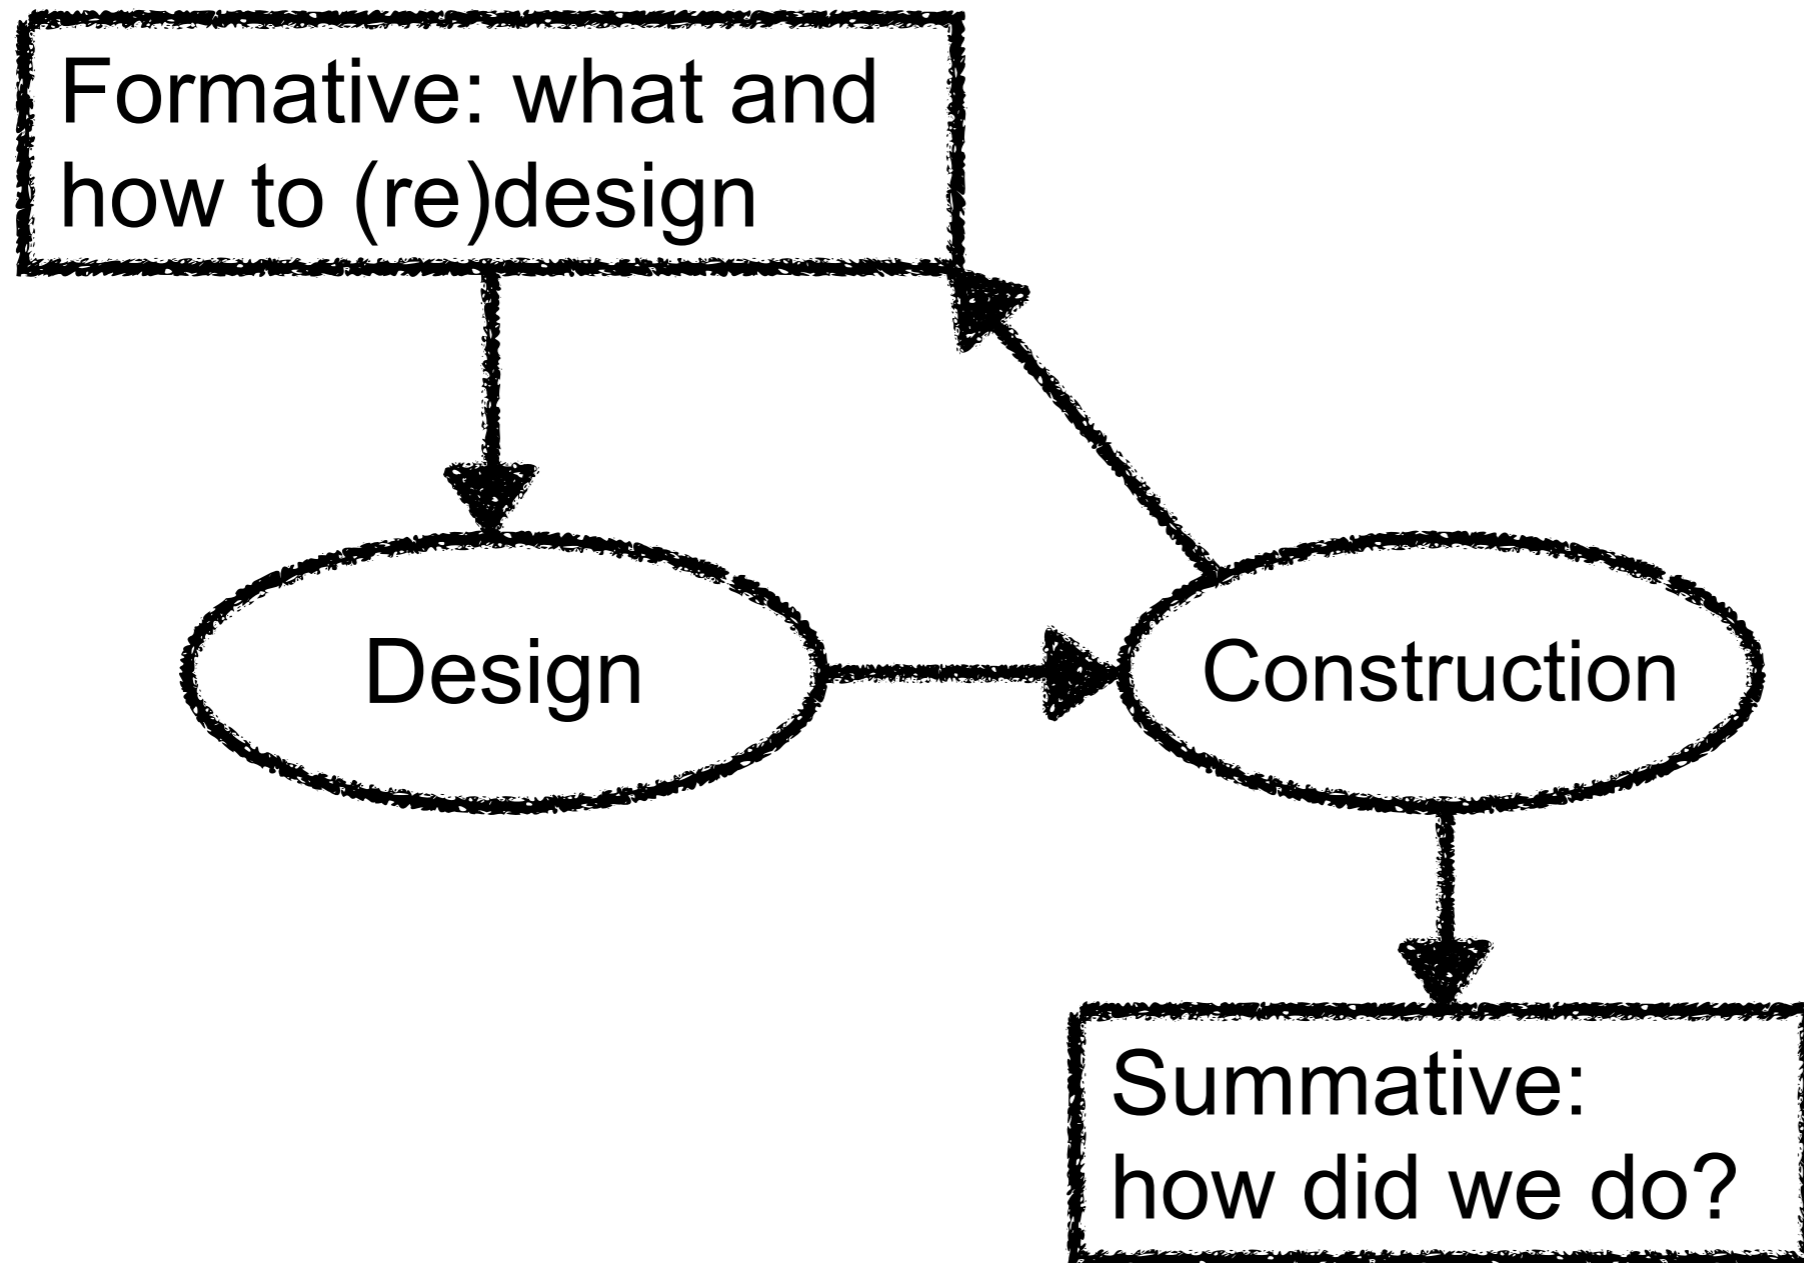 Formative: what and
how to (re)design
Design
Construction
Summative:
how did we do?